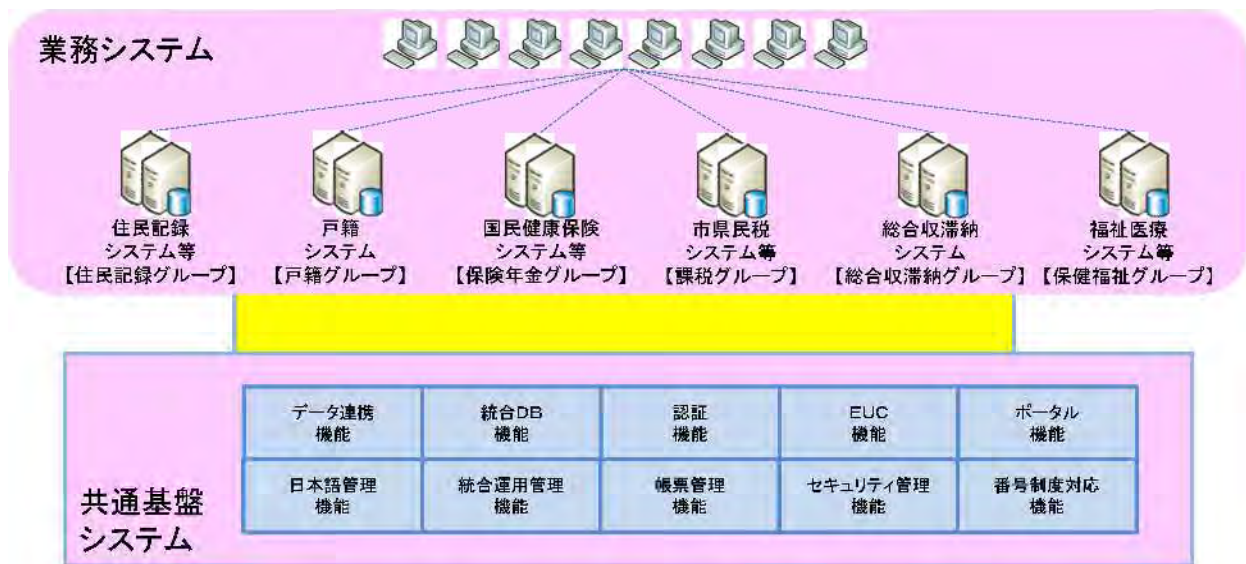 業務システム
住民記録
システム等
【住民記録グループ】
戸籍
システム
【戸籍グループ】
国民健康保険
システム等
【保険年金グループ】
市県民税
システム等
【課税グループ】
総合収滞納
システム
【総合収滞納グループ】
福祉医療
システム等
【保健福祉グループ】
データ連携
機能
統合DB
機能
認証
機能
EUC
機能
ポータル
機能
日本語管理
機能
統合運用管理
機能
帳票管理
機能
セキュリティ管理
機能
番号制度対応
機能
共通基盤
システム